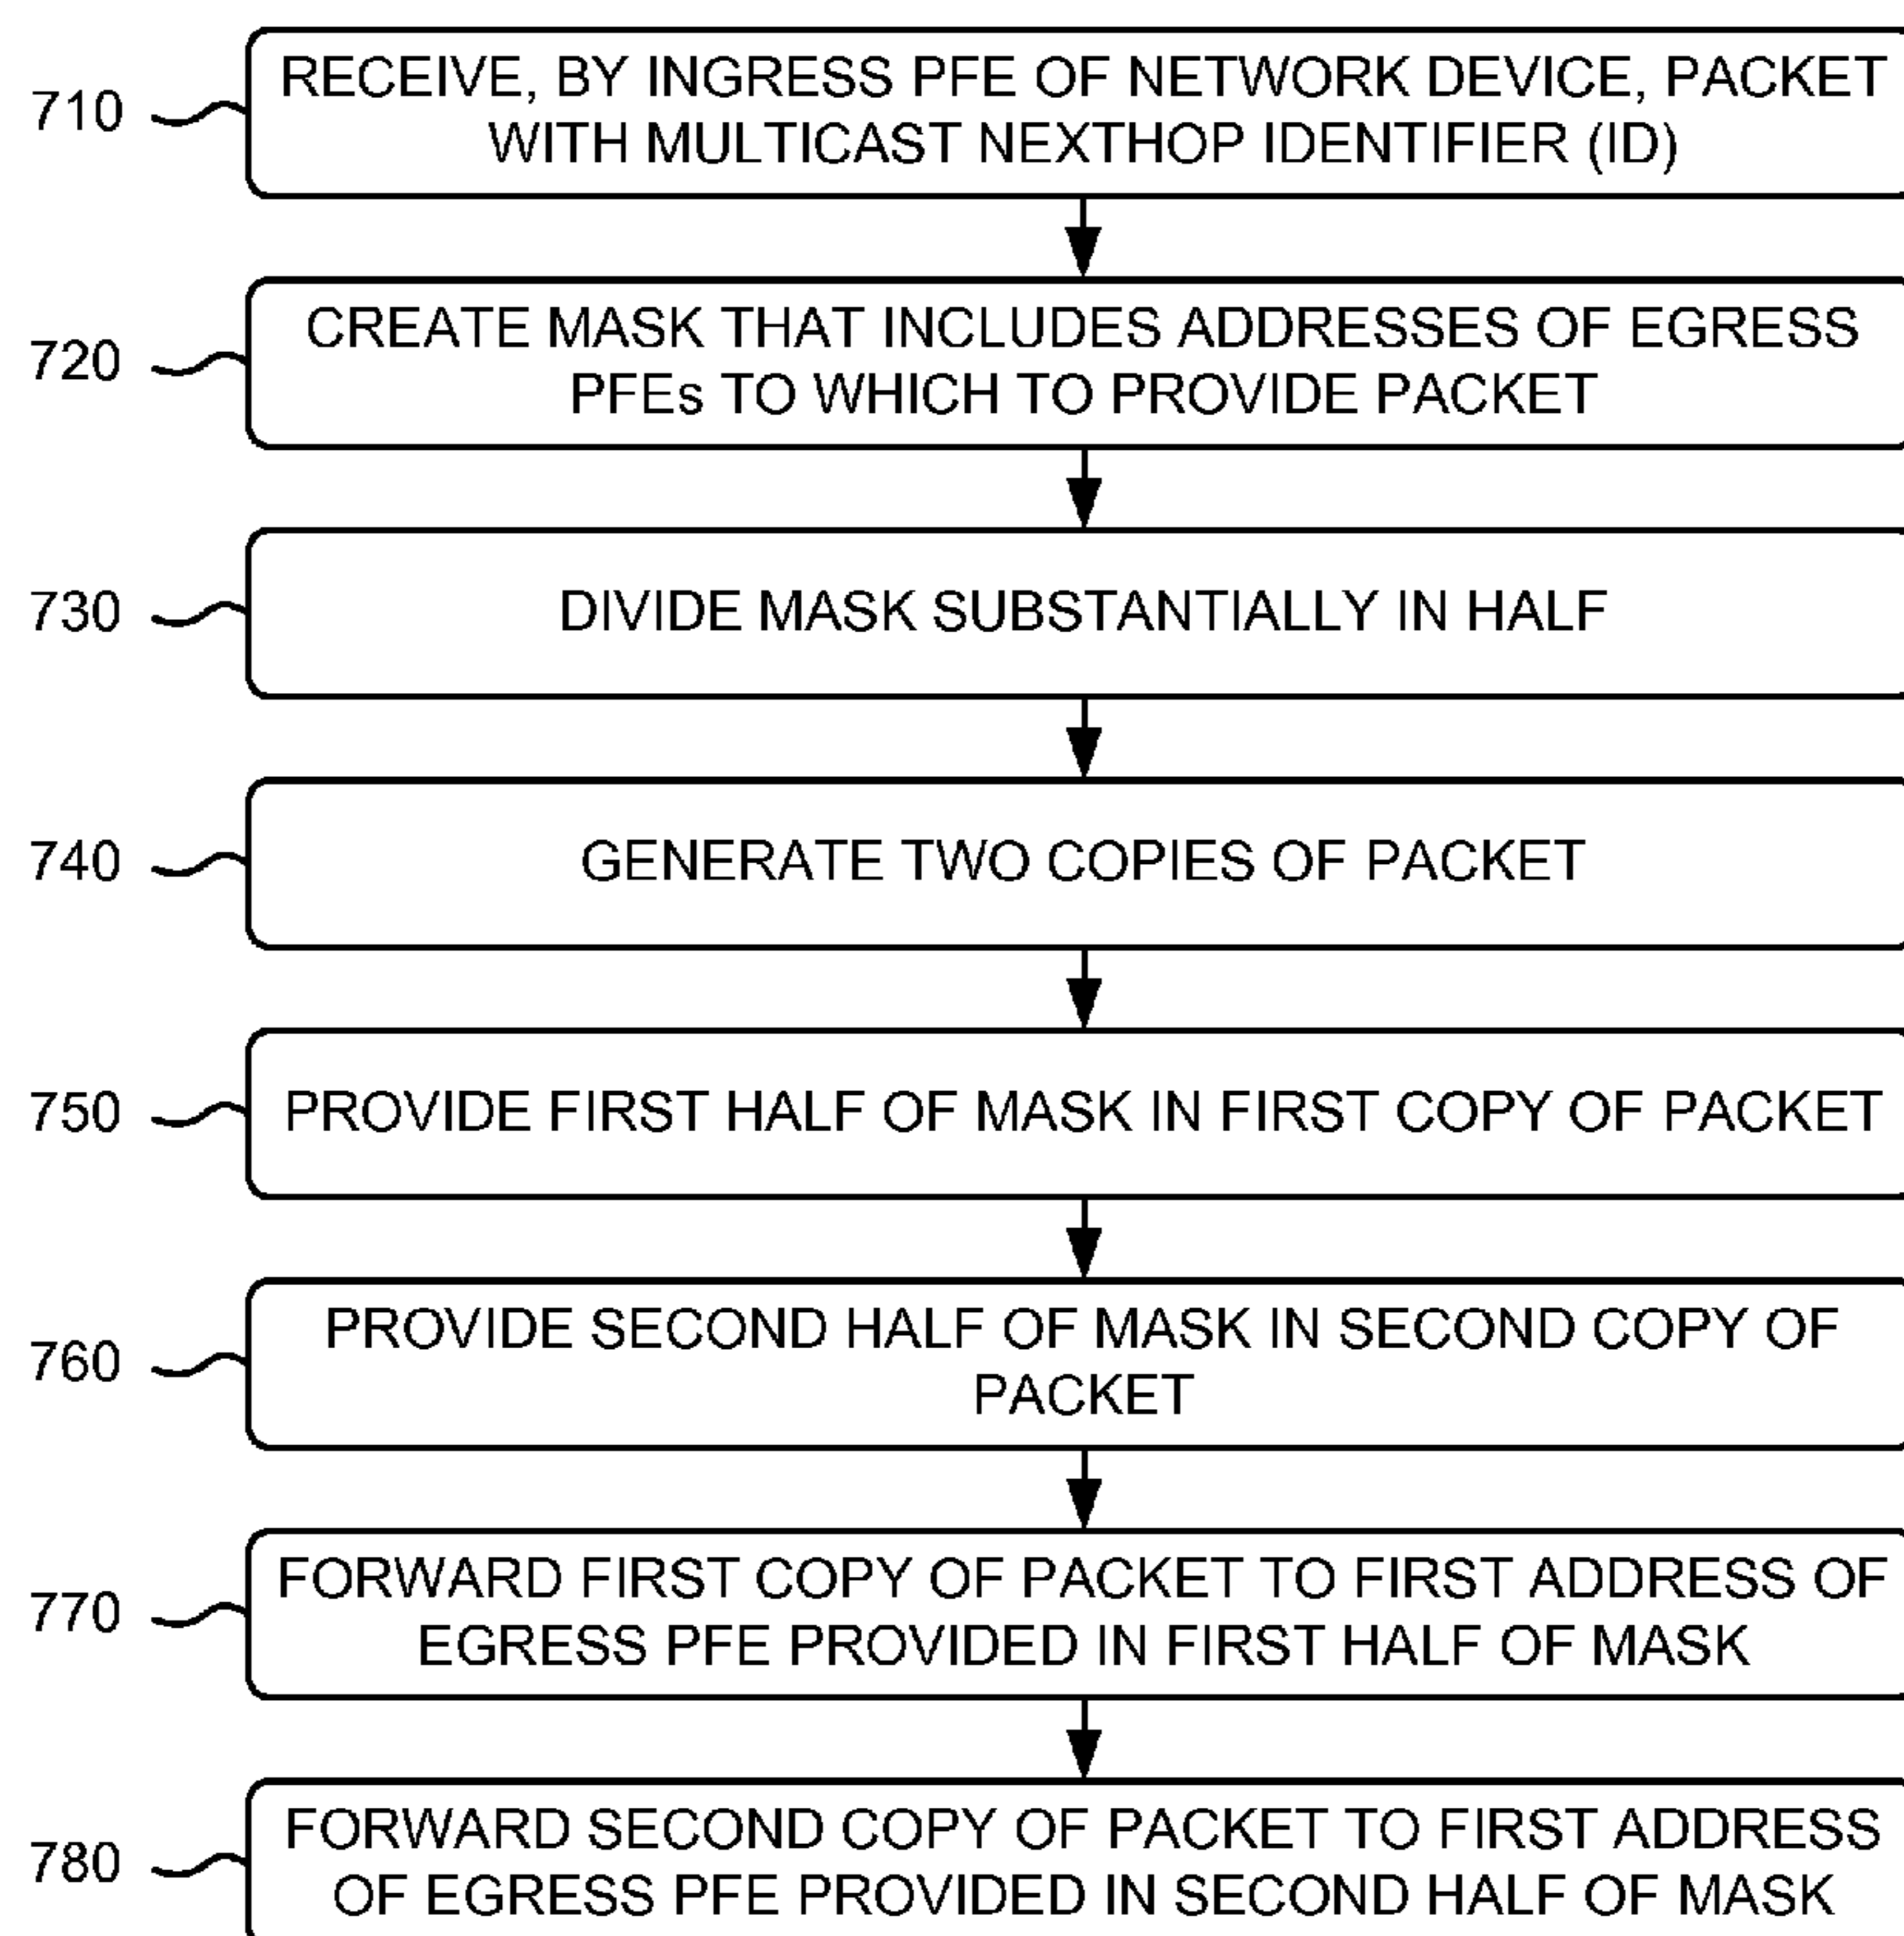 710
RECEIVE, BY INGRESS PFE OF NETWORK DEVICE, PACKET
WITH MULTICAST NEXTHOP IDENTIFIER (ID)
720
CREATE MASK THAT INCLUDES ADDRESSES OF EGRESS
PFEs TO WHICH TO PROVIDE PACKET
730
DIVIDE MASK SUBSTANTIALLY IN HALF
740
GENERATE TWO COPIES OF PACKET
750
PROVIDE FIRST HALF OF MASK IN FIRST COPY OF PACKET
760
PROVIDE SECOND HALF OF MASK IN SECOND COPY OF
PACKET
770
FORWARD FIRST COPY OF PACKET TO FIRST ADDRESS OF
EGRESS PFE PROVIDED IN FIRST HALF OF MASK
780
FORWARD SECOND COPY OF PACKET TO FIRST ADDRESS
OF EGRESS PFE PROVIDED IN SECOND HALF OF MASK